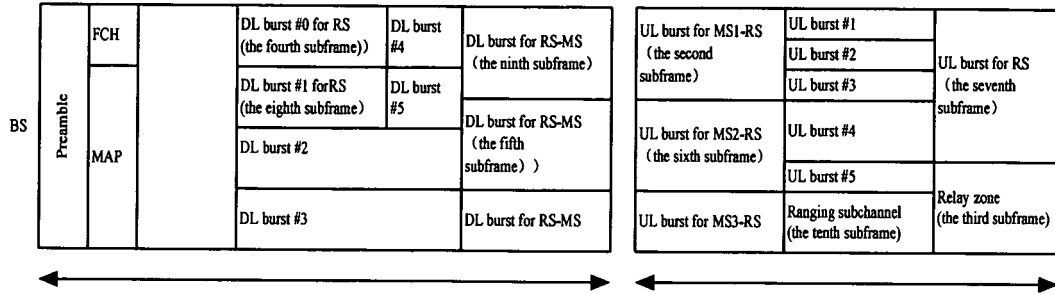 BS
Preamble
FCH
MAP
DL burst #0 for RS
(the fourth subframe))
DL burst
#4
DL burst #1 forRS
(the eighth subframe)
DL burst
#5
DL burst #2
DL burst #3
DL burst for RS-MS
(the ninth subframe)
DL burst for RS-MS
(the fifth
subframe))
DL burst for RS-MS
UL burst for MS1-RS
(the second
subframe)
UL burst for MS2-RS
(the sixth subframe)
UL burst for MS3-RS
UL burst #1
UL burst #2
UL burst #3
UL burst #4
UL burst #5
Ranging subchannel
(the tenth subframe)
UL burst for RS
(the seventh
subframe)
Relay zone
(the third subframe)